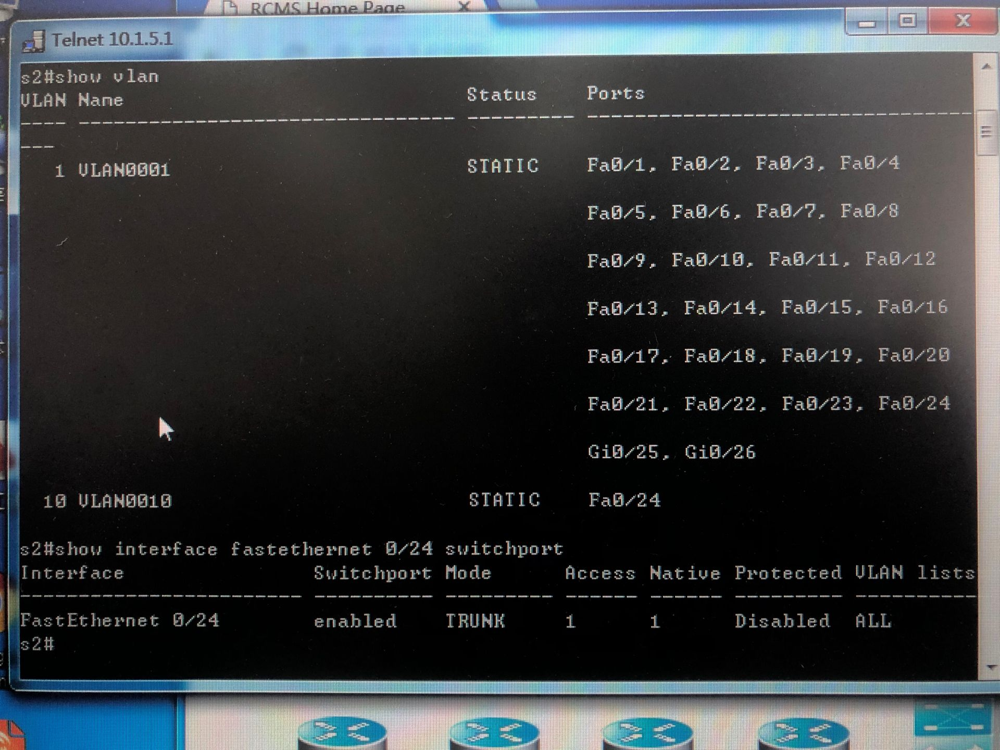 RCMS Home Page
Telnet 10.1.5.1
s2#show vlan
VLAN Name Status Ports
---- -------------------------------- --------- ---------------------------------
---
1 VLAN0001 STATIC Fa0/1, Fa0/2, Fa0/3, Fa0/4
Fa0/5, Fa0/6, Fa0/7, Fa0/8
Fa0/9, Fa0/10, Fa0/11, Fa0/12
Fa0/13, Fa0/14, Fa0/15, Fa0/16
Fa0/17, Fa0/18, Fa0/19, Fa0/20
Fa0/21, Fa0/22, Fa0/23, Fa0/24
Gi0/25, Gi0/26
10 VLAN0010 STATIC Fa0/24
s2#show interface fastethernet 0/24 switchport
Interface Switchport Mode Access Native Protected VLAN lists
------------------------ ---------- --------- ------ ------ --------- ----------
FastEthernet 0/24 enabled TRUNK 1 1 Disabled ALL
s2#